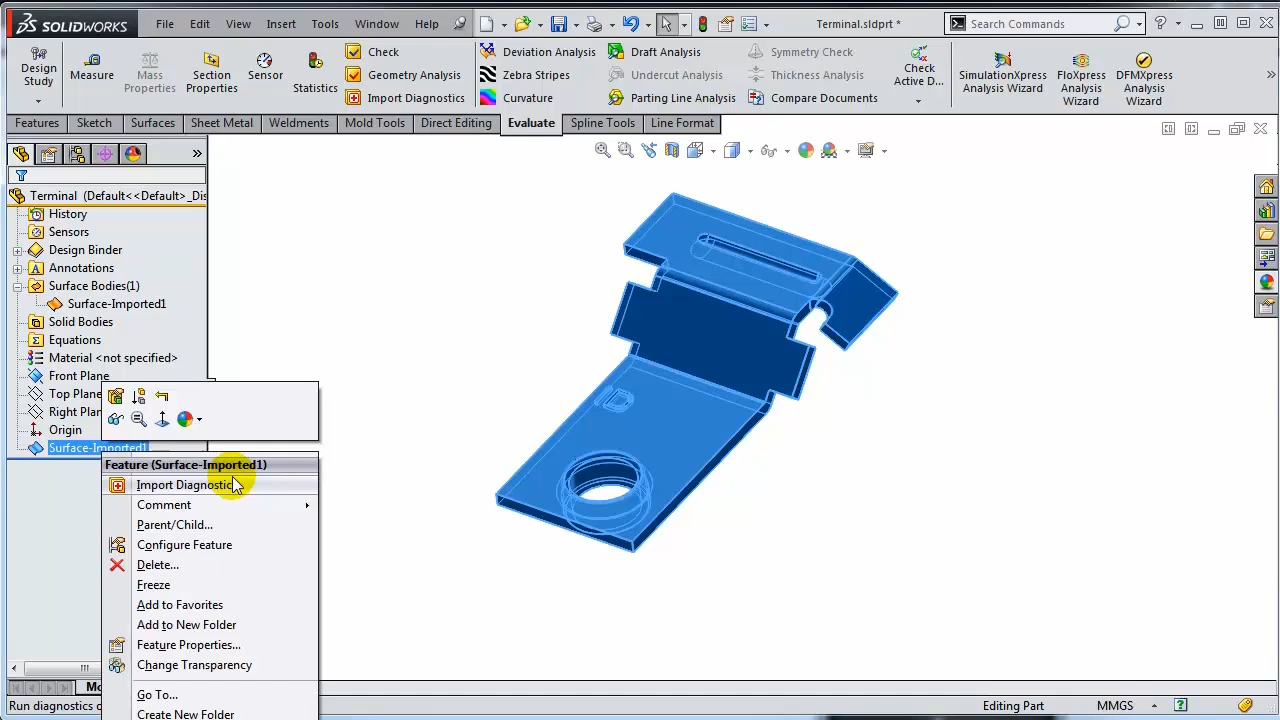 SOLIDWORKS File Edit View Insert Tools Window Help Terminal.sldprt * Search Commands
Design Study
Measure
Mass Properties
Section Properties
Sensor
Statistics
Check
Geometry Analysis
Import Diagnostics
Deviation Analysis
Zebra Stripes
Curvature
Draft Analysis
Undercut Analysis
Parting Line Analysis
Symmetry Check
Thickness Analysis
Compare Documents
Check Active D...
SimulationXpress Analysis Wizard
FloXpress Analysis Wizard
DFMXpress Analysis Wizard
Features Sketch Surfaces Sheet Metal Weldments Mold Tools Direct Editing Evaluate Spline Tools Line Format
Terminal (Default<<Default>_Dis
History
Sensors
Design Binder
Annotations
Surface Bodies(1)
Surface-Imported1
Solid Bodies
Equations
Material <not specified>
Front Plane
Top Plane
Right Plan
Origin
Surface-Imported1
Feature (Surface-Imported1)
Import Diagnostic
Comment
Parent/Child...
Configure Feature
Delete...
Freeze
Add to Favorites
Add to New Folder
Feature Properties...
Change Transparency
Go To...
Create New Folder
Mo
Run diagnostics o
Editing Part MMGS